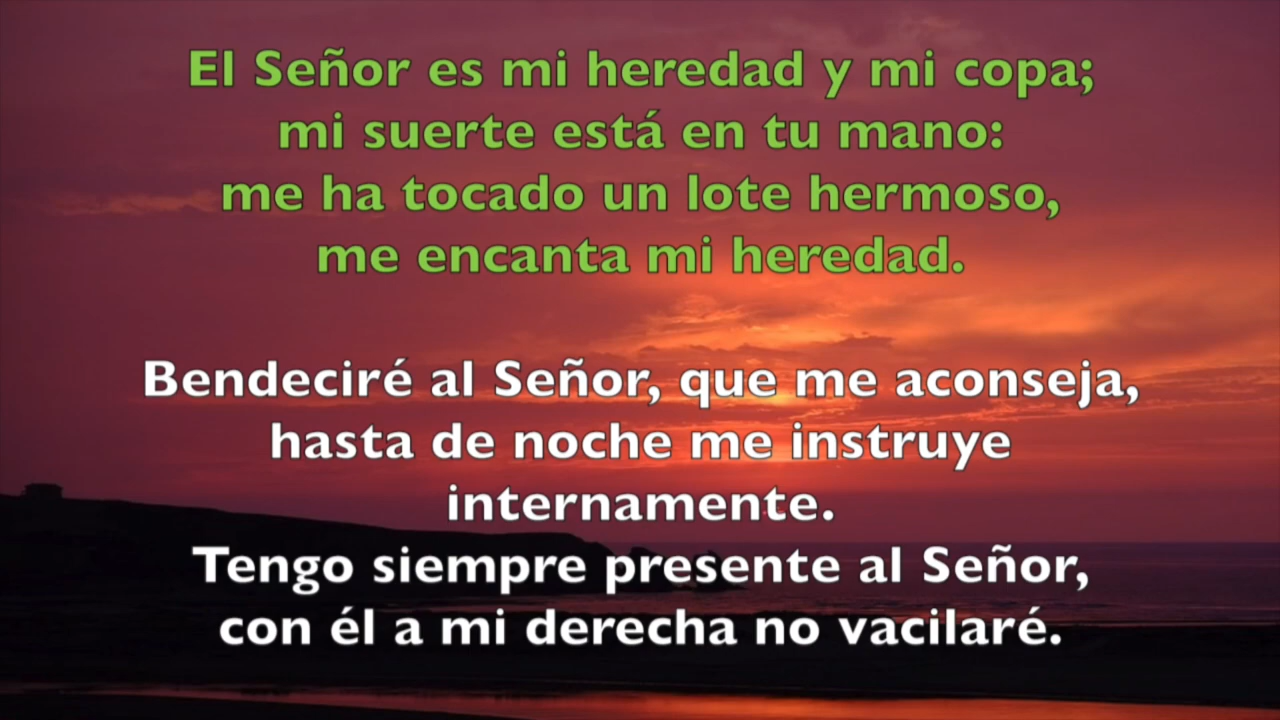 El Señor es mi heredad y mi copa;
mi suerte está en tu mano:
me ha tocado un lote hermoso,
me encanta mi heredad.
Bendeciré al Señor, que me aconseja,
hasta de noche me instruye
internamente.
Tengo siempre presente al Señor,
con él a mi derecha no vacilaré.